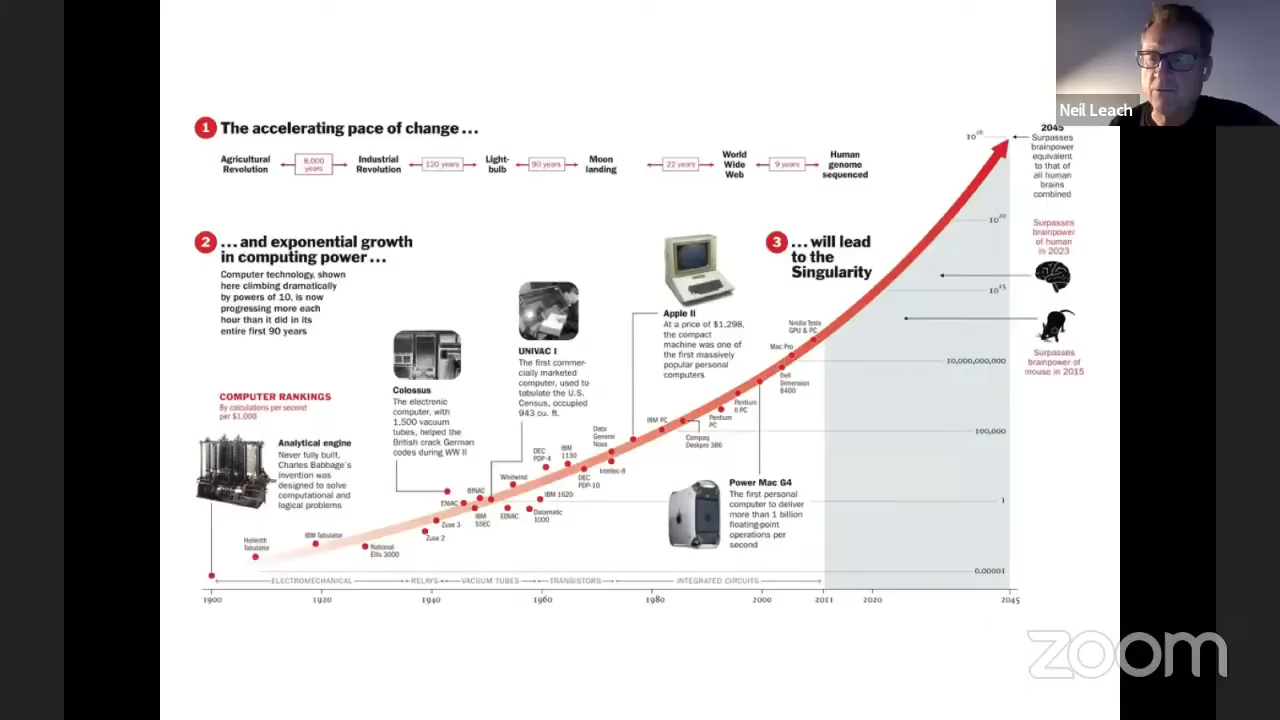 Neil Leach
1 The accelerating pace of change ...
Agricultural
Revolution
8,000
years
Industrial
Revolution
120 years
Light-
bulb
90 years
Moon
landing
22 years
World
Wide
Web
9 years
Human
genome
sequenced
2 ... and exponential growth
in computing power ...
Computer technology, shown
here climbing dramatically
by powers of 10, is now
progressing more each
hour than it did in its
entire first 90 years
COMPUTER RANKINGS
By calculations per second
per $1,000
Analytical engine
Never fully built,
Charles Babbage's
invention was
designed to solve
computational and
logical problems
Colossus
The electronic
computer, with
1,500 vacuum
tubes, helped the
British crack German
codes during WW II
UNIVAC I
The first commer-
cially marketed
computer, used to
tabulate the U.S.
Census, occupied
943 cu. ft.
Apple II
At a price of $1,298,
the compact
machine was one of
the first massively
popular personal
computers
Power Mac G4
The first personal
computer to deliver
more than 1 billion
floating-point
operations per
second
3 ... will lead
to the
Singularity
2045
Surpasses
brainpower
equivalent
to that of
all human
brains
combined
Surpasses
brainpower
of human
in 2023
Surpasses
brainpower of
mouse in 2015
Hollerith
Tabulator
IBM Tabulator
National
Ellis 3000
Zuse 2
Zuse 3
ENIAC
BINAC
IBM
SSEC
Whirlwind
EDVAC
DEC
PDP-4
IBM
1130
IBM 1620
Datamatic
1000
DEC
PDP-10
Data
General
Nova
Intellec-8
IBM PC
Compaq
Deskpro 386
Pentium
PC
Pentium
II PC
Mac Pro
Dell
Dimension
8400
Nvidia Tesla
GPU & PC
10²⁰
10¹⁵
10,000,000,000
100,000
1
0.00001
ELECTROMECHANICAL
RELAYS
VACUUM TUBES
TRANSISTORS
INTEGRATED CIRCUITS
1900
1920
1940
1960
1980
2000
2011
2020
2045
zoom